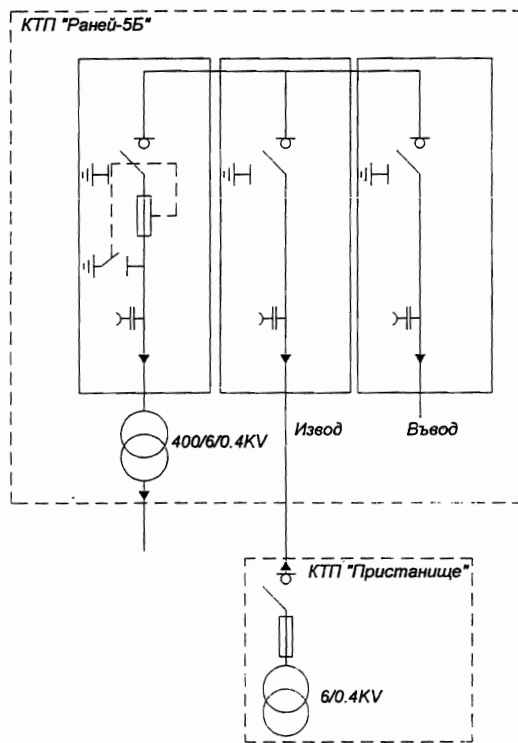 КТП "Раней-5Б"
400/6/0.4KV
Извод
Въвод
КТП "Пристанище"
6/0.4KV